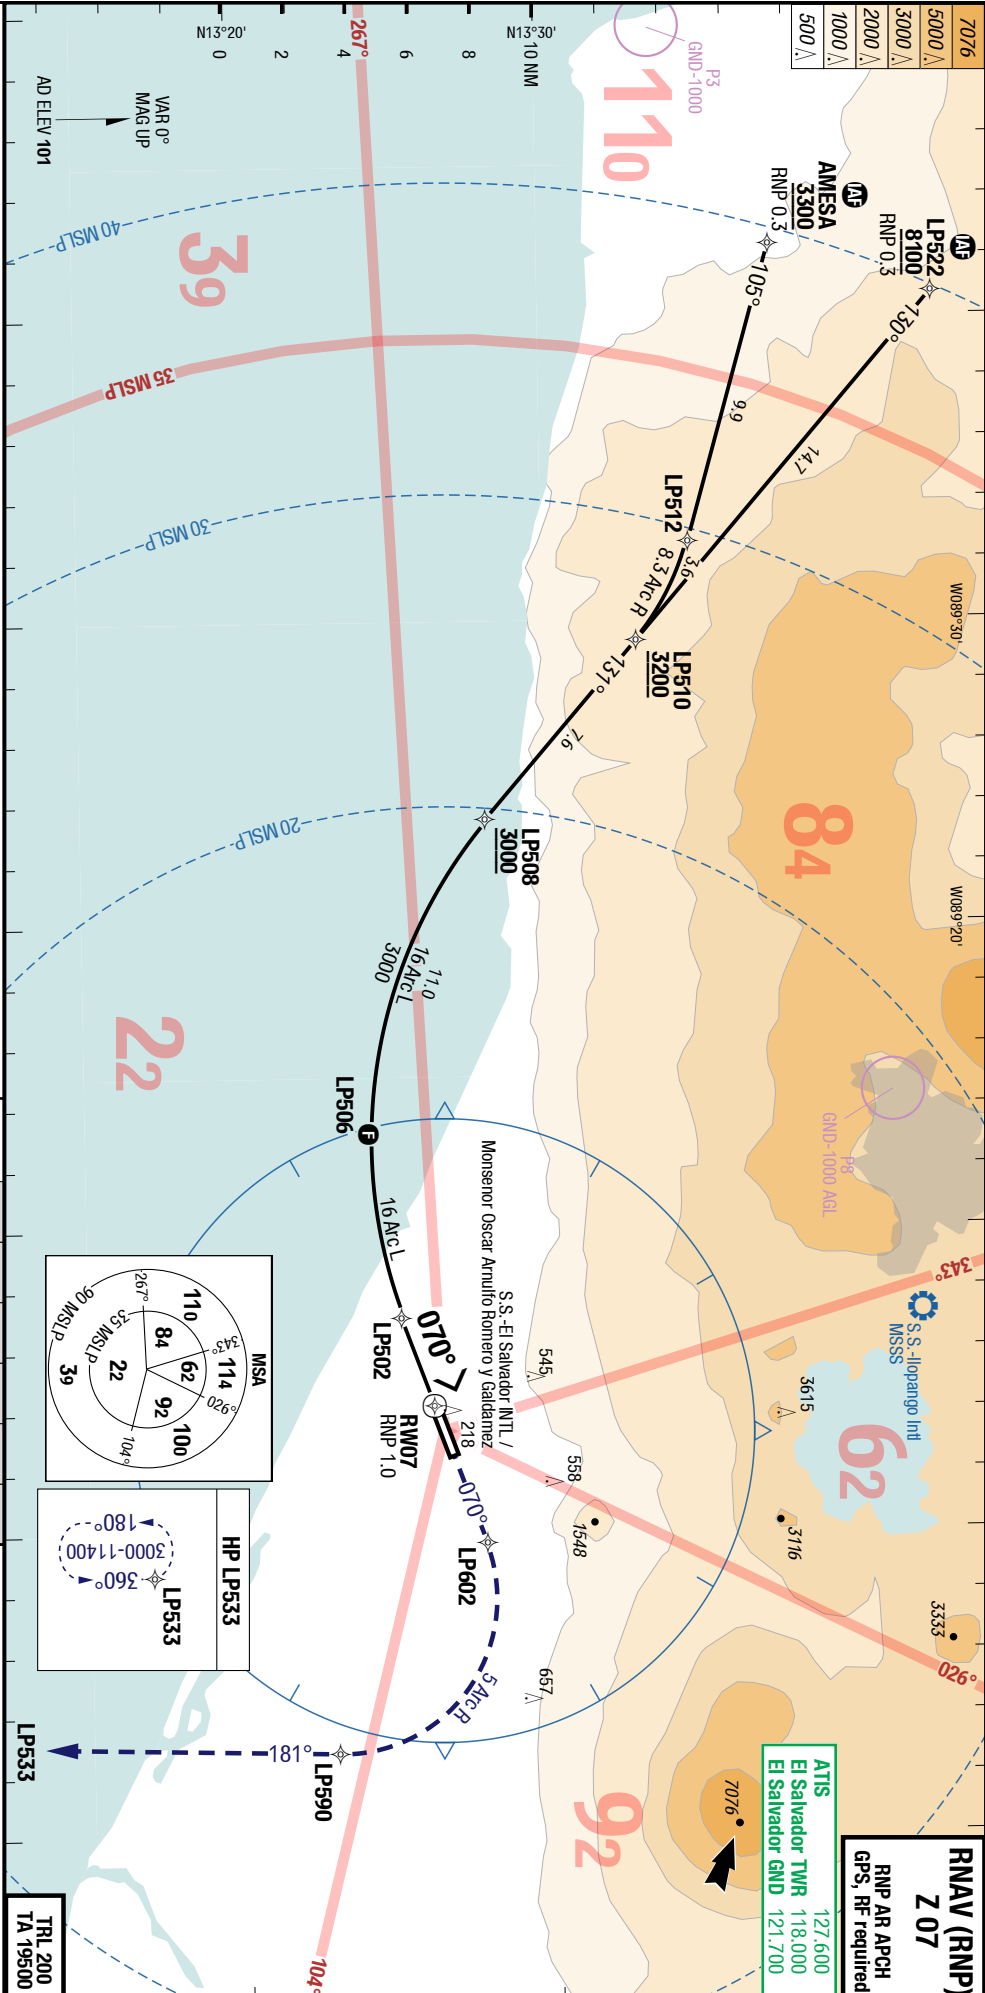 RNAV (RNP)
Z 07
RNP AR APCH
GPS, RF required
ATIS 127.600
El Salvador TWR 118.000
El Salvador GND 121.700
7076
5000
3000
2000
1000
500
P3
GND-1000
110
IAF
LP522
8100
RNP 0.3
IAF
AMESA
3300
RNP 0.3
130°
105°
14.7
9.9
LP512
3.6
8.3 Arc R
LP510
3200
131°
7.6
LP508
3000
11.0
16 Arc L
3000
LP506
F
16 Arc L
LP502
070°
RW07
RNP 1.0
218
S.S.-El Salvador INTL /
Monsenor Oscar Arnulfo Romero y Galdamez
070°
LP602
5 Arc R
LP590
181°
LP533
W089°30'
W089°20'
84
P8
GND-1000 AGL
343°
S.S.-Ilopango Intl
MSSS
62
3615
545
558
1548
3116
3333
026°
657
7076
92
104°
N13°30'
N13°20'
10 NM
8
6
4
2
0
267°
40 MSLP
35 MSLP
30 MSLP
20 MSLP
39
22
VAR 0°
MAG UP
AD ELEV 101
MSA
110
343°
114
026°
267°
84
62
92
100
22
35 MSLP
104°
39
90 MSLP
HP LP533
LP533
360°
3000-11400
180°
TRL 200
TA 19500